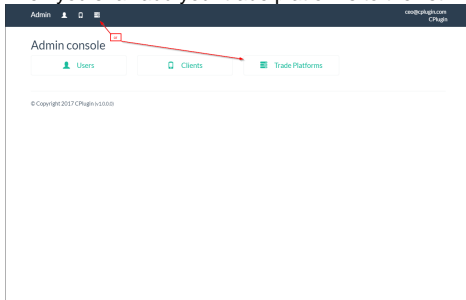 Admin
ceo@cplugin.com
CPlugin
Admin console
Users
Clients
Trade Platforms
© Copyright 2017 CPlugin (v1.0.0.0)